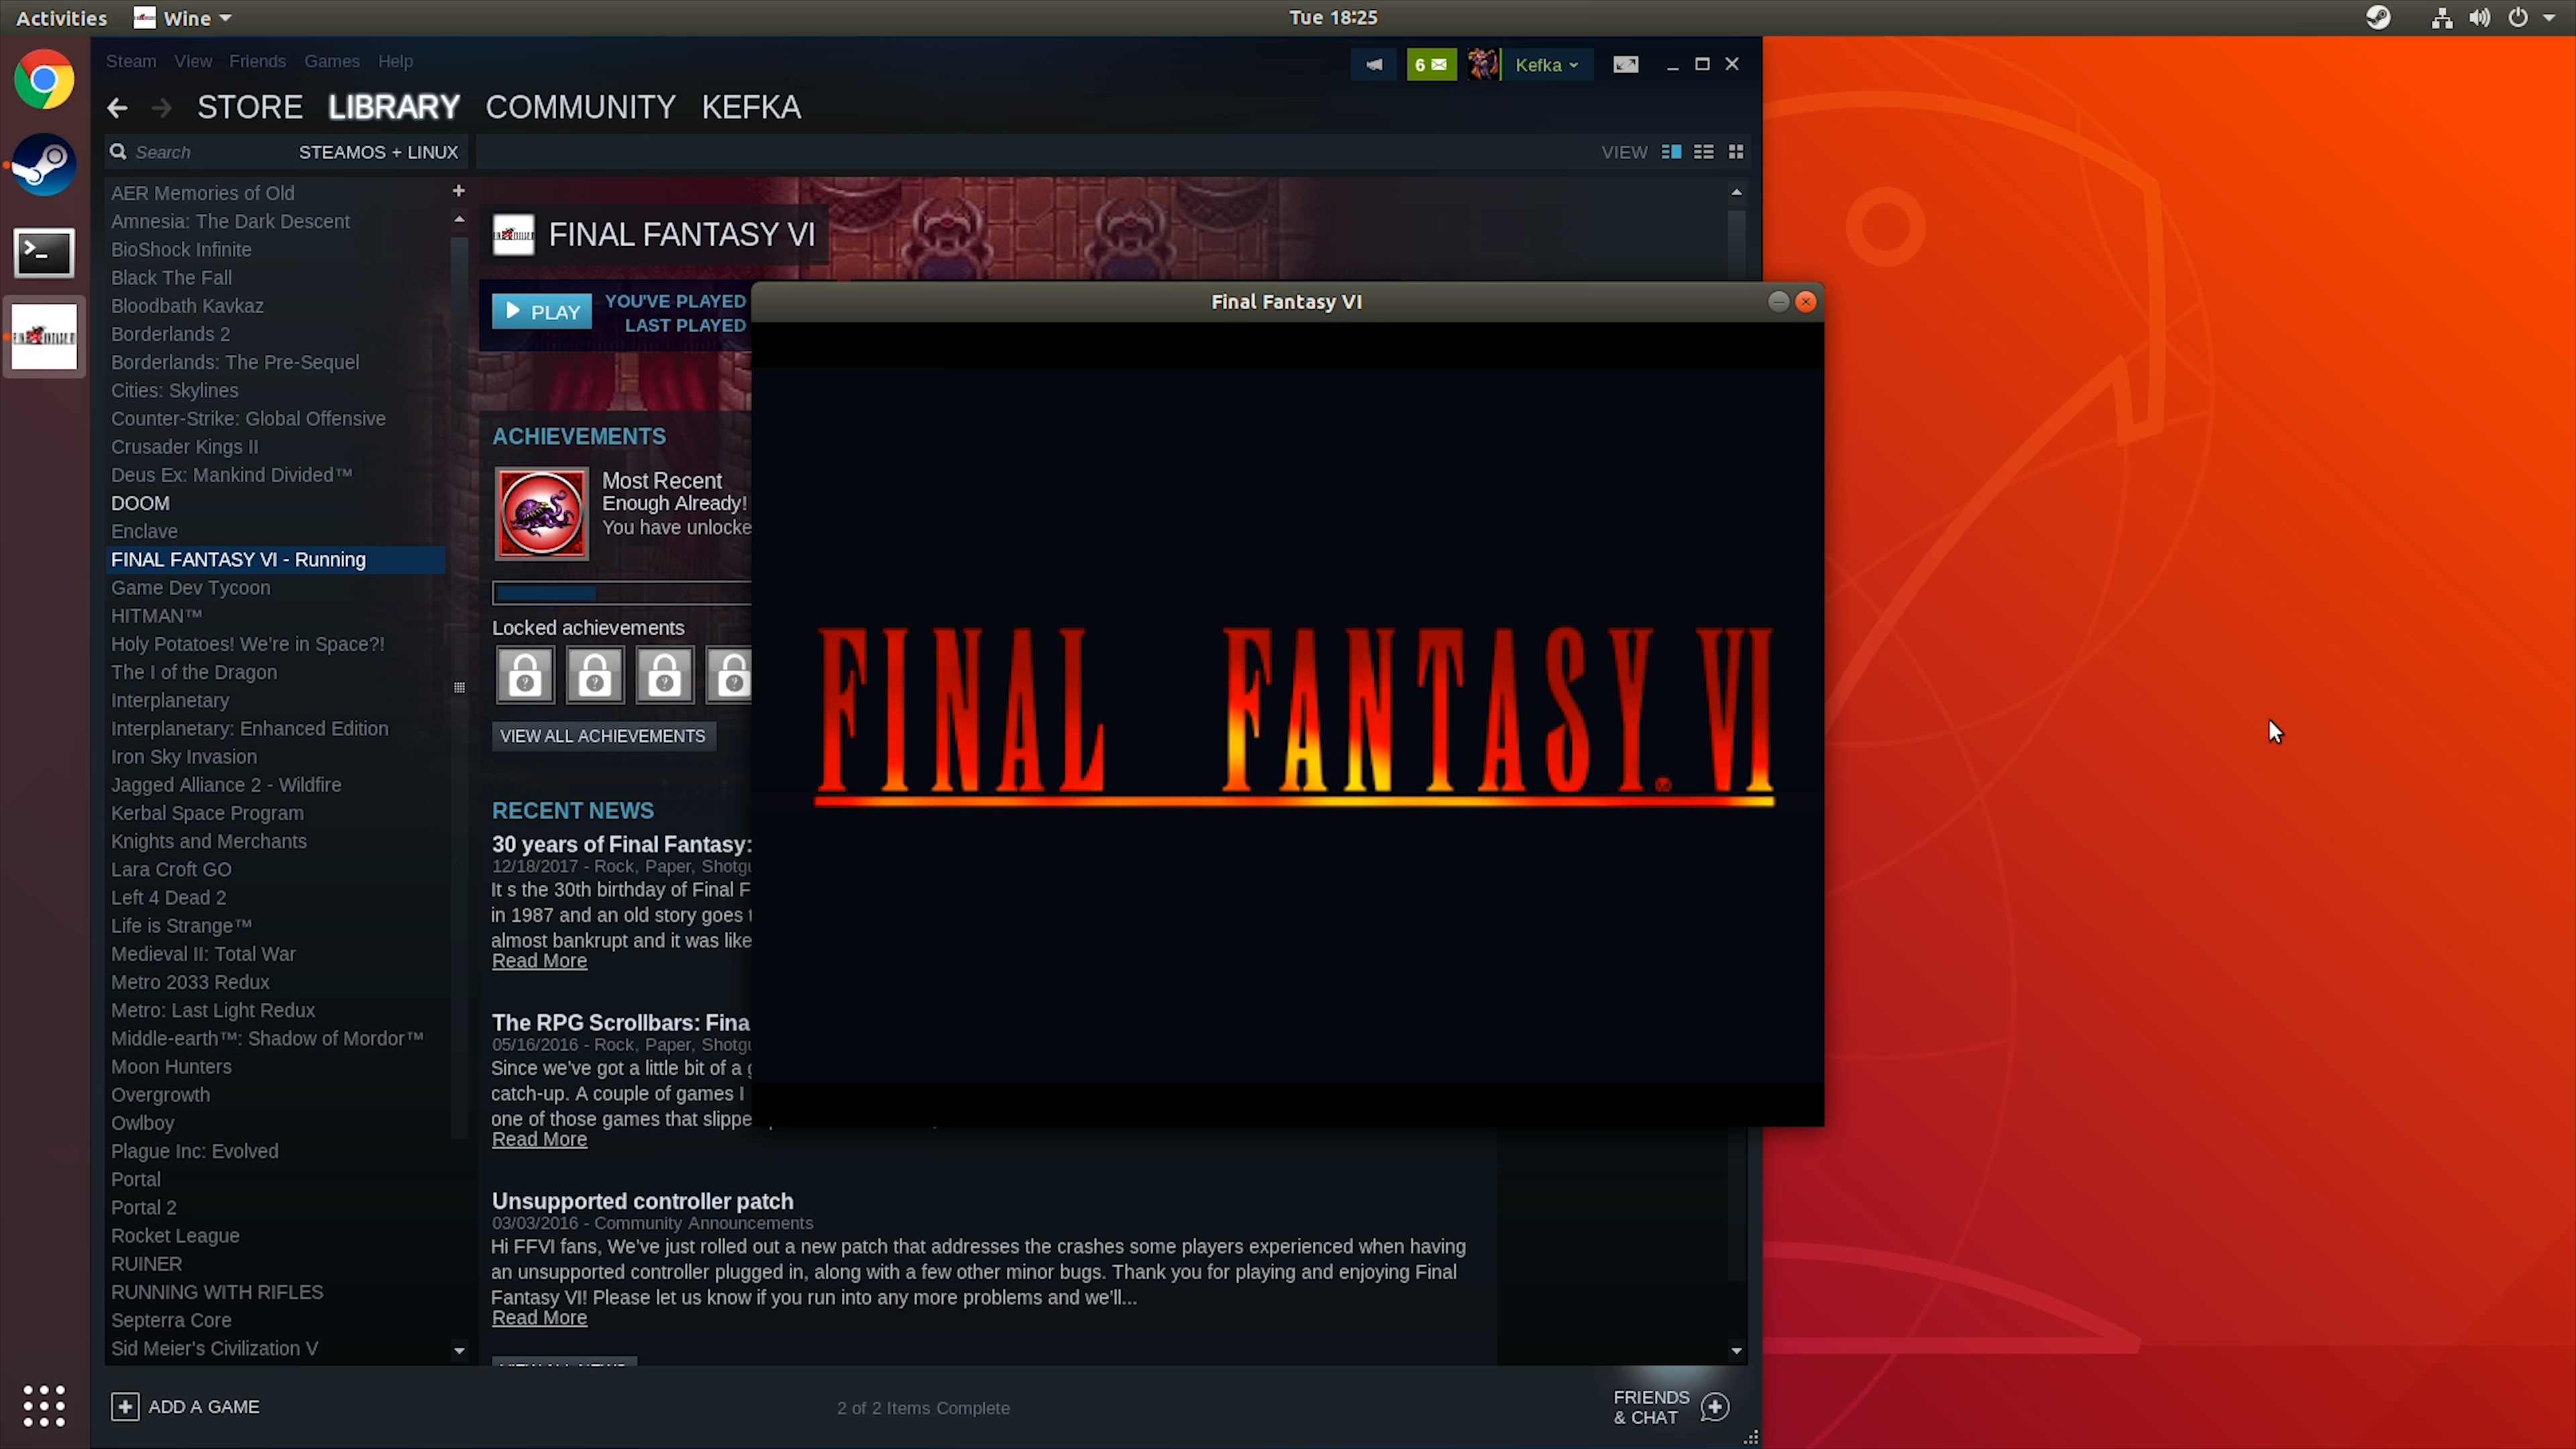 Activities
Wine
Tue 18:25
Steam View Friends Games Help
6
Kefka
STORE LIBRARY COMMUNITY KEFKA
Search
STEAMOS + LINUX
VIEW
AER Memories of Old
Amnesia: The Dark Descent
BioShock Infinite
Black The Fall
Bloodbath Kavkaz
Borderlands 2
Borderlands: The Pre-Sequel
Cities: Skylines
Counter-Strike: Global Offensive
Crusader Kings II
Deus Ex: Mankind Divided™
DOOM
Enclave
FINAL FANTASY VI - Running
Game Dev Tycoon
HITMAN™
Holy Potatoes! We're in Space?!
The I of the Dragon
Interplanetary
Interplanetary: Enhanced Edition
Iron Sky Invasion
Jagged Alliance 2 - Wildfire
Kerbal Space Program
Knights and Merchants
Lara Croft GO
Left 4 Dead 2
Life is Strange™
Medieval II: Total War
Metro 2033 Redux
Metro: Last Light Redux
Middle-earth™: Shadow of Mordor™
Moon Hunters
Overgrowth
Owlboy
Plague Inc: Evolved
Portal
Portal 2
Rocket League
RUINER
RUNNING WITH RIFLES
Septerra Core
Sid Meier's Civilization V
FINAL FANTASY VI
PLAY
YOU'VE PLAYED
LAST PLAYED
ACHIEVEMENTS
Most Recent
Enough Already!
You have unlocke
Locked achievements
VIEW ALL ACHIEVEMENTS
RECENT NEWS
30 years of Final Fantasy:
12/18/2017 - Rock, Paper, Shotgu
It s the 30th birthday of Final F
in 1987 and an old story goes t
almost bankrupt and it was like
Read More
The RPG Scrollbars: Fina
05/16/2016 - Rock, Paper, Shotgu
Since we've got a little bit of a g
catch-up. A couple of games I
one of those games that slippe
Read More
Unsupported controller patch
03/03/2016 - Community Announcements
Hi FFVI fans, We've just rolled out a new patch that addresses the crashes some players experienced when having
an unsupported controller plugged in, along with a few other minor bugs. Thank you for playing and enjoying Final
Fantasy VI! Please let us know if you run into any more problems and we'll...
Read More
Final Fantasy VI
FINAL FANTASY. VI
ADD A GAME
2 of 2 Items Complete
FRIENDS
& CHAT